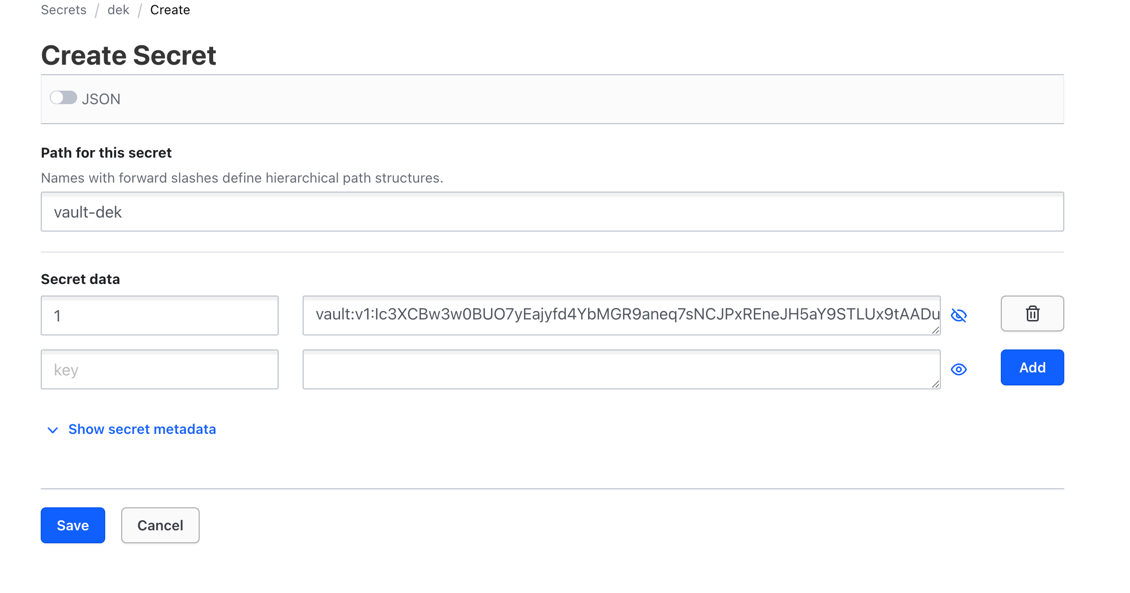 Secrets / dek / Create
Create Secret
JSON
Path for this secret
Names with forward slashes define hierarchical path structures.
vault-dek
Secret data
1 vault:v1:Ic3XCBw3w0BUO7yEajyfd4YbMGR9aneq7sNCJPxREneJH5aY9STLUx9tAADu
key Add
Show secret metadata
Save Cancel